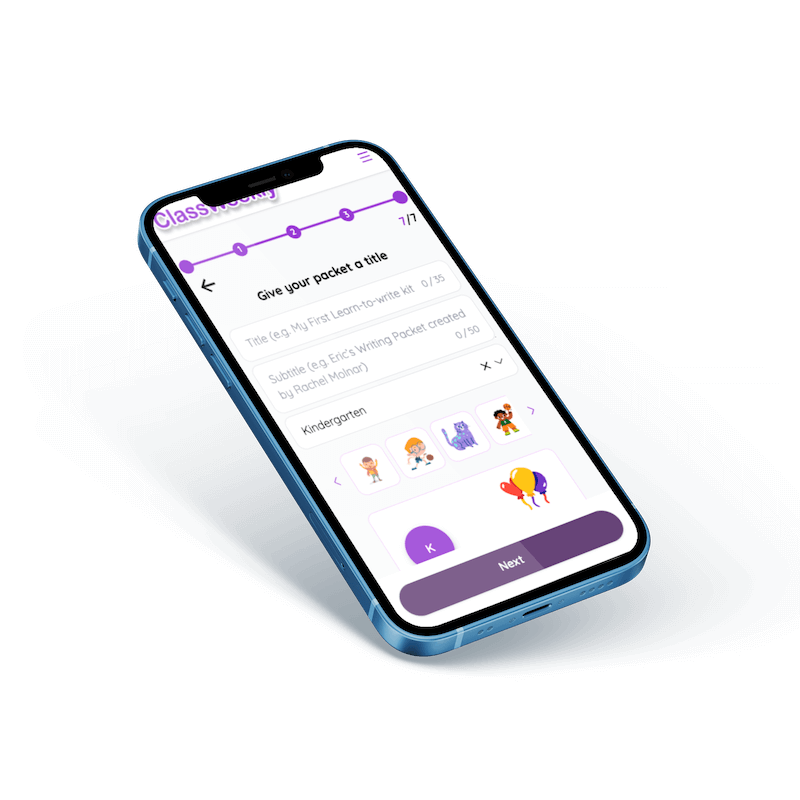 ClassWeekly
1 2 3
7/7
Give your packet a title
Title (e.g. My First Learn-to-write kit 0/35
Subtitle (e.g. Eric's Writing Packet created
by Rachel Molnar) 0/50
Kindergarten
K
Next